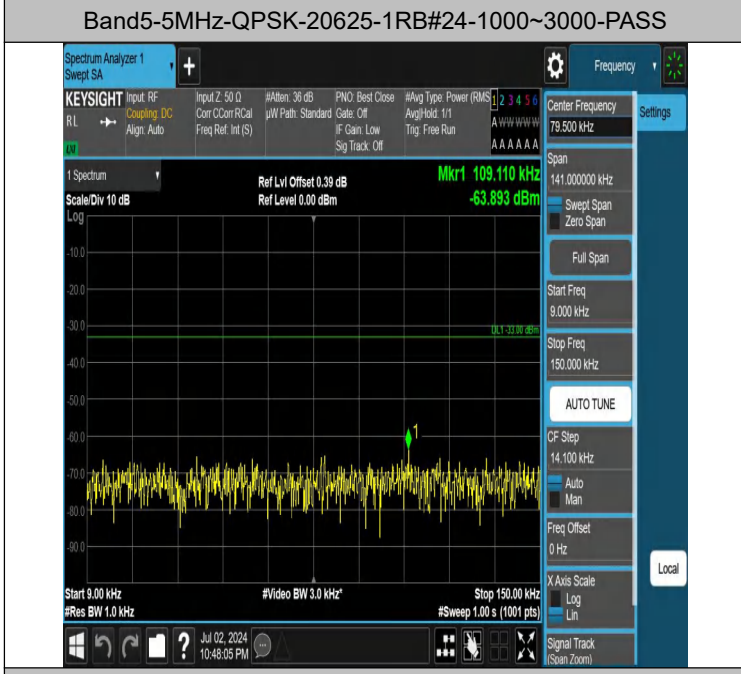 Band5-5MHz-QPSK-20625-1RB#24-1000~3000-PASS
Spectrum Analyzer 1
Swept SA
Frequency
KEYSIGHT
RL
Input: RF
Coupling: DC
Align: Auto
Input Z: 50 Ω
Corr CCorr RCal
Freq Ref: Int (S)
#Atten: 36 dB
µW Path: Standard
PNO: Best Close
Gate: Off
IF Gain: Low
Sig Track: Off
#Avg Type: Power (RMS
Avg|Hold: 1/1
Trig: Free Run
1 2 3 4 5 6
A W W W W W
A A A A A A
Center Frequency
79.500 kHz
Settings
1 Spectrum
Scale/Div 10 dB
Ref Lvl Offset 0.39 dB
Ref Level 0.00 dBm
Mkr1 109.110 kHz
-63.893 dBm
Log
-10.0
-20.0
-30.0
-40.0
-50.0
-60.0
-70.0
-80.0
-90.0
DL1 -33.00 dBm
1
Span
141.000000 kHz
Swept Span
Zero Span
Full Span
Start Freq
9.000 kHz
Stop Freq
150.000 kHz
AUTO TUNE
CF Step
14.100 kHz
Auto
Man
Freq Offset
0 Hz
X Axis Scale
Log
Lin
Signal Track
(Span Zoom)
Local
Start 9.00 kHz
#Res BW 1.0 kHz
#Video BW 3.0 kHz*
Stop 150.00 kHz
#Sweep 1.00 s (1001 pts)
?
Jul 02, 2024
10:48:05 PM